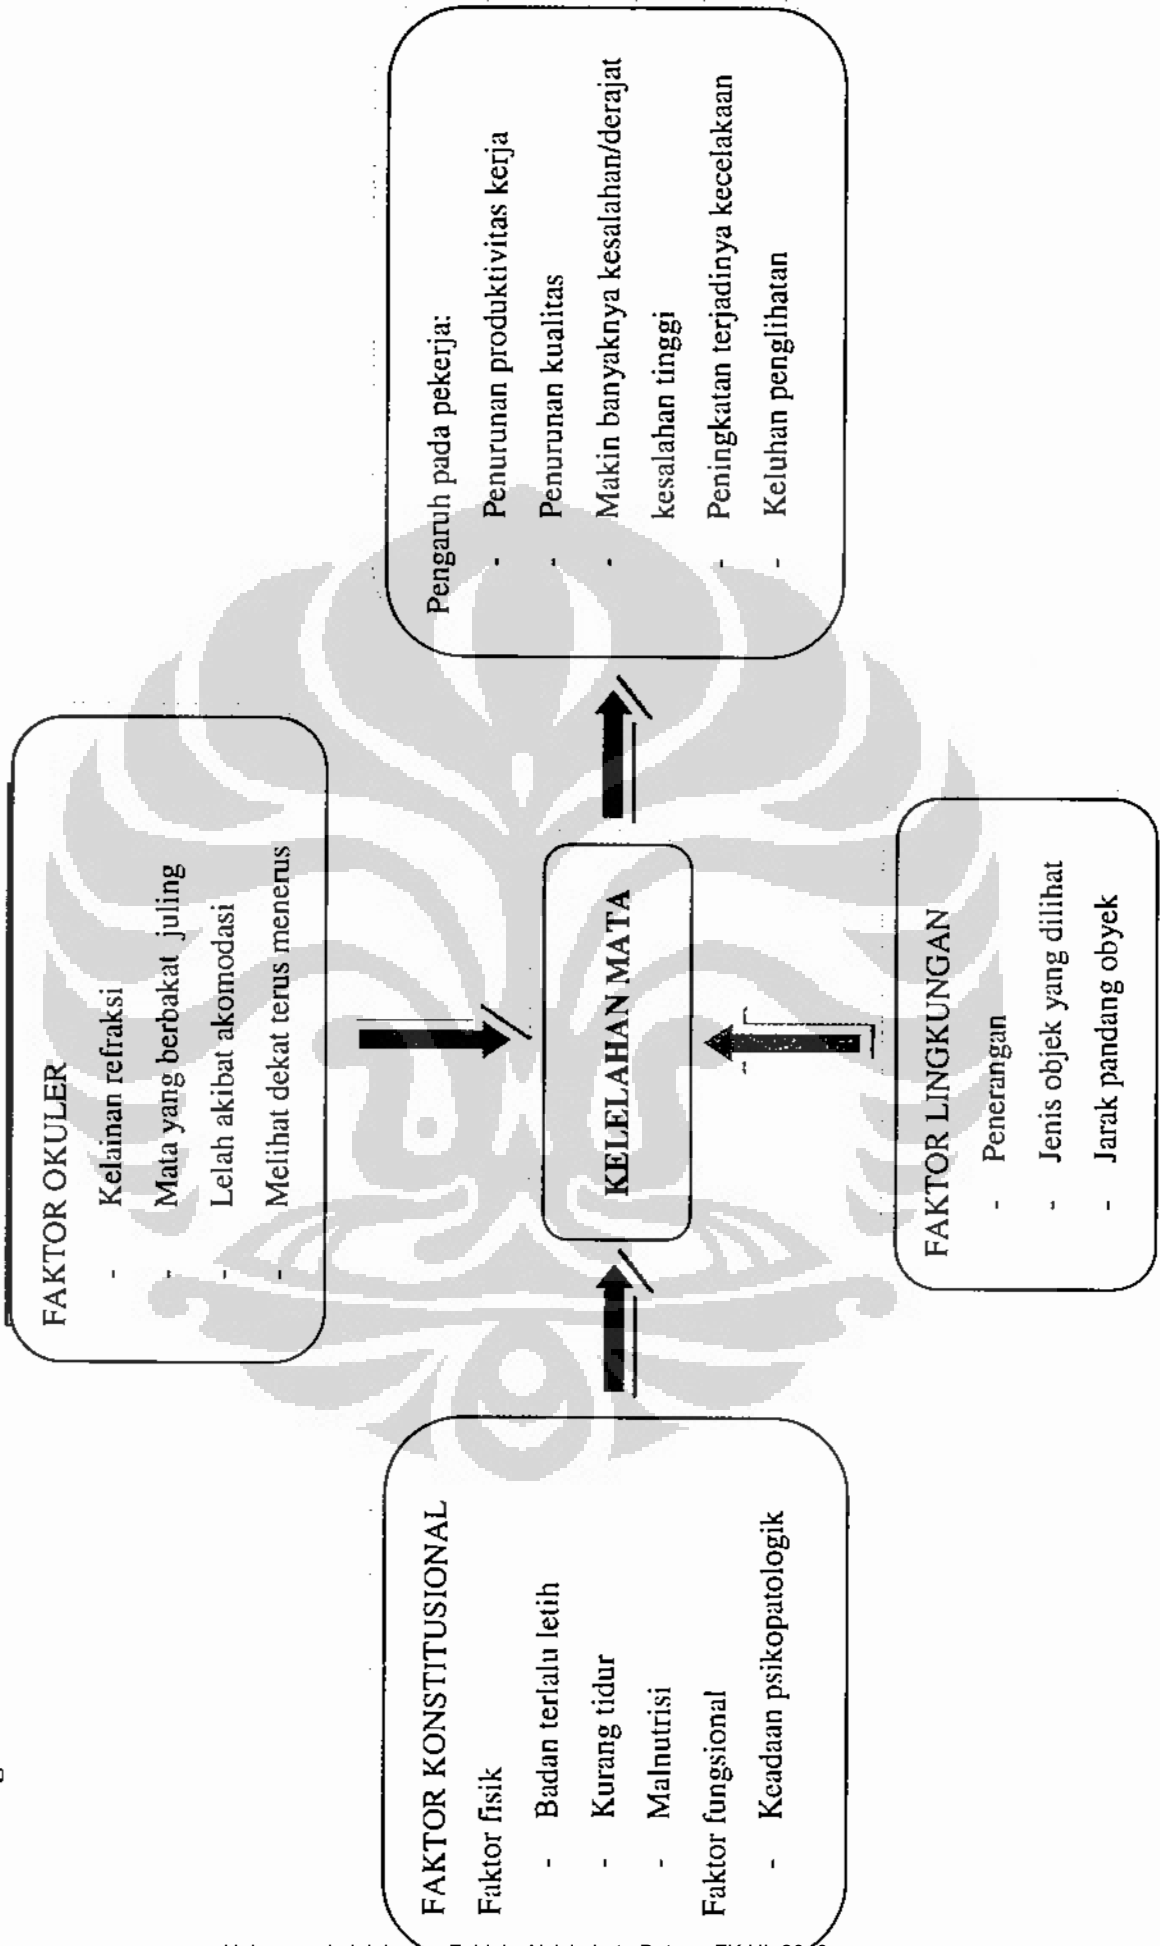 FAKTOR OKULER
- Kelainan refraksi
- Mata yang berbakat juling
- Lelah akibat akomodasi
- Melihat dekat terus menerus
FAKTOR KONSTITUSIONAL
Faktor fisik
- Badan terlalu letih
- Kurang tidur
- Malnutrisi
Faktor fungsional
- Keadaan psikopatologik
KELELAHAN MATA
Pengaruh pada pekerja:
- Penurunan produktivitas kerja
- Penurunan kualitas
- Makin banyaknya kesalahan/derajat
kesalahan tinggi
- Peningkatan terjadinya kecelakaan
- Keluhan penglihatan
FAKTOR LINGKUNGAN
- Penerangan
- Jenis objek yang dilihat
- Jarak pandang obyek